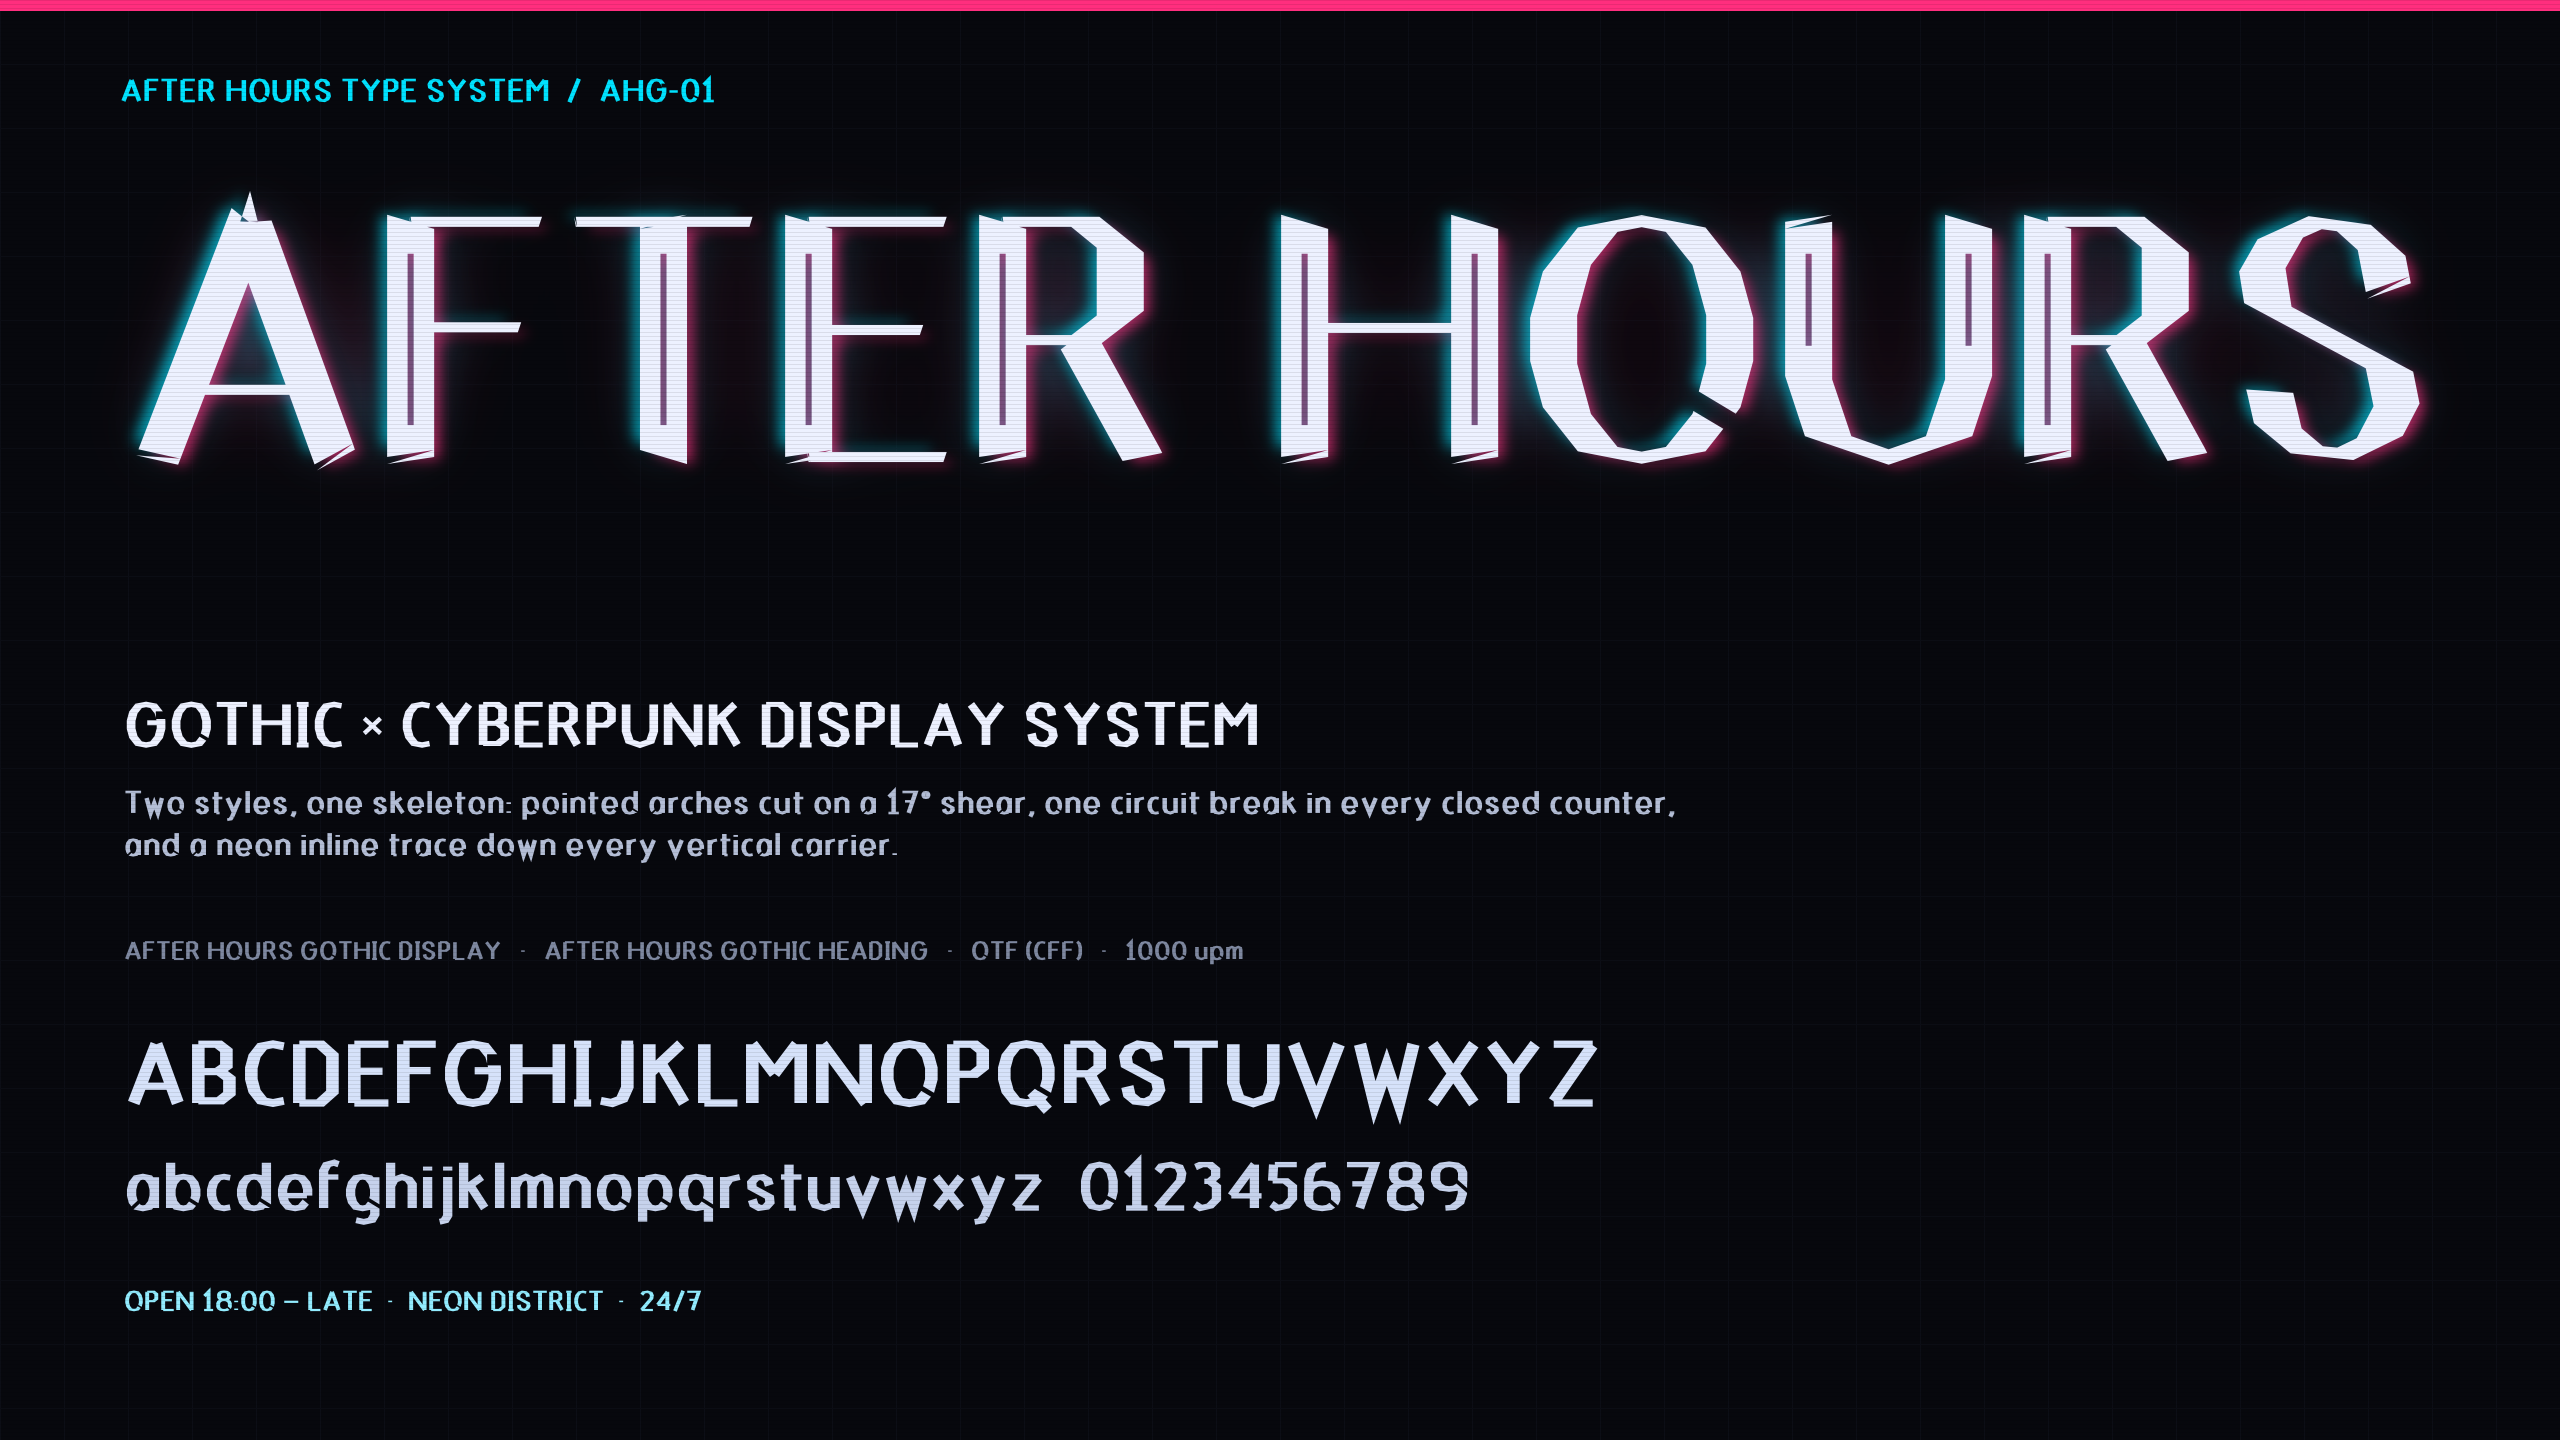 AFTER HOURS TYPE SYSTEM / AHG-01
AFTER HOURS
GOTHIC × CYBERPUNK DISPLAY SYSTEM
Two styles, one skeleton: pointed arches cut on a 17° shear, one circuit break in every closed counter,
and a neon inline trace down every vertical carrier.
AFTER HOURS GOTHIC DISPLAY · AFTER HOURS GOTHIC HEADING · OTF (CFF) · 1000 upm
ABCDEFGHIJKLMNOPQRSTUVWXYZ
abcdefghijklmnopqrstuvwxyz 0123456789
OPEN 18:00 – LATE · NEON DISTRICT · 24/7